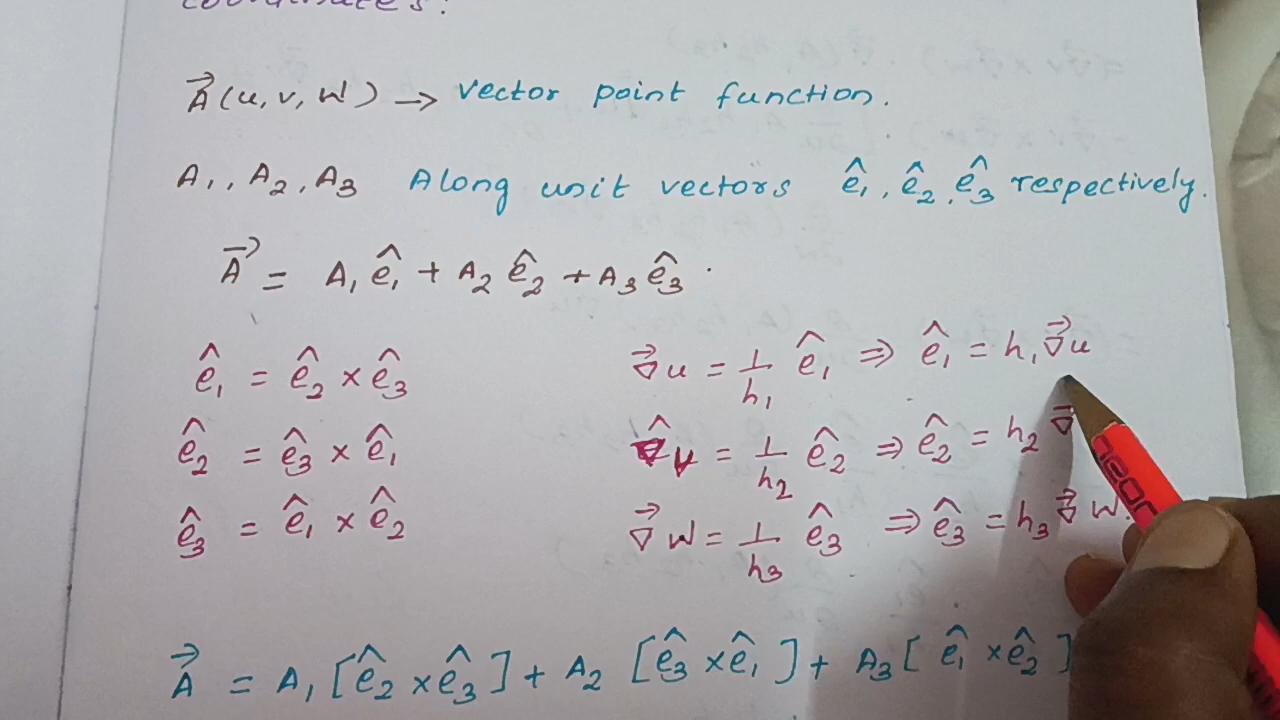 coordinates:
A⃗(u, v, w) → vector point function.
A₁, A₂, A₃ Along unit vectors ê₁, ê₂, ê₃ respectively.
A⃗ = A₁ê₁ + A₂ê₂ + A₃ê₃.
ê₁ = ê₂ × ê₃
∇⃗u = 1/h₁ ê₁ ⇒ ê₁ = h₁∇⃗u
ê₂ = ê₃ × ê₁
∇⃗v = 1/h₂ ê₂ ⇒ ê₂ = h₂∇⃗
ê₃ = ê₁ × ê₂
∇⃗w = 1/h₃ ê₃ ⇒ ê₃ = h₃∇⃗w.
A⃗ = A₁[ê₂ × ê₃] + A₂[ê₃ × ê₁] + A₃[ê₁ × ê₂]